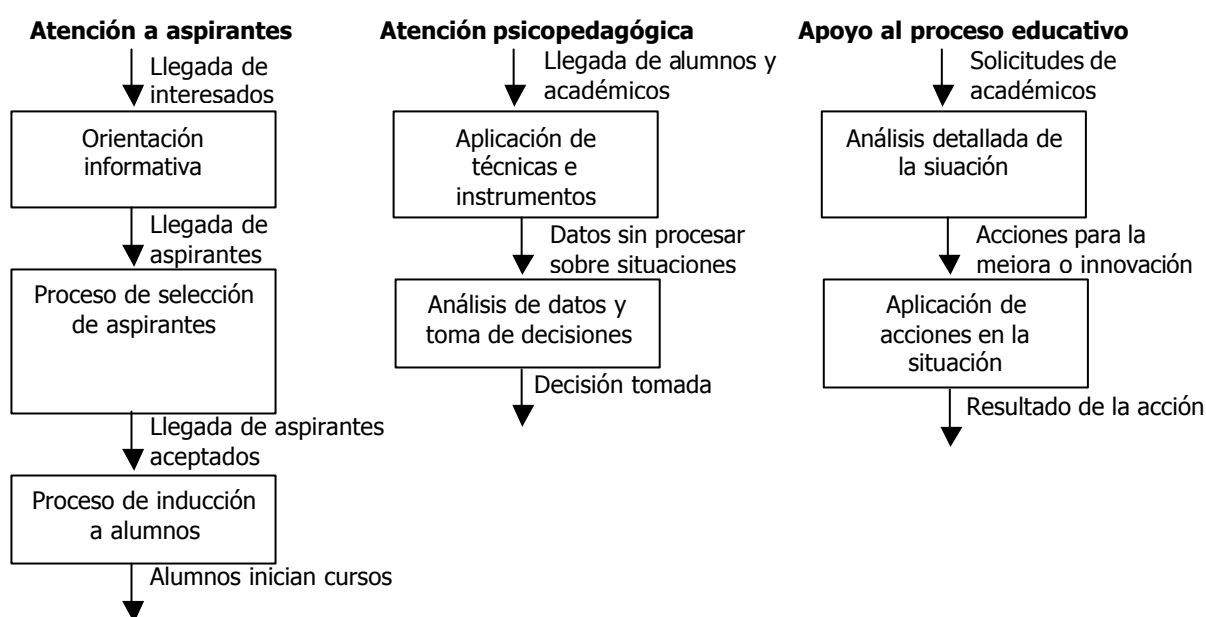 Atención a aspirantes
Llegada de
interesados
Orientación
informativa
Llegada de
aspirantes
Proceso de selección
de aspirantes
Llegada de aspirantes
aceptados
Proceso de inducción
a alumnos
Alumnos inician cursos
Atención psicopedagógica
Llegada de alumnos y
académicos
Aplicación de
técnicas e
instrumentos
Datos sin procesar
sobre situaciones
Análisis de datos y
toma de decisiones
Decisión tomada
Apoyo al proceso educativo
Solicitudes de
académicos
Análisis detallada de
la siuación
Acciones para la
mejora o innovación
Aplicación de
acciones en la
situación
Resultado de la acción